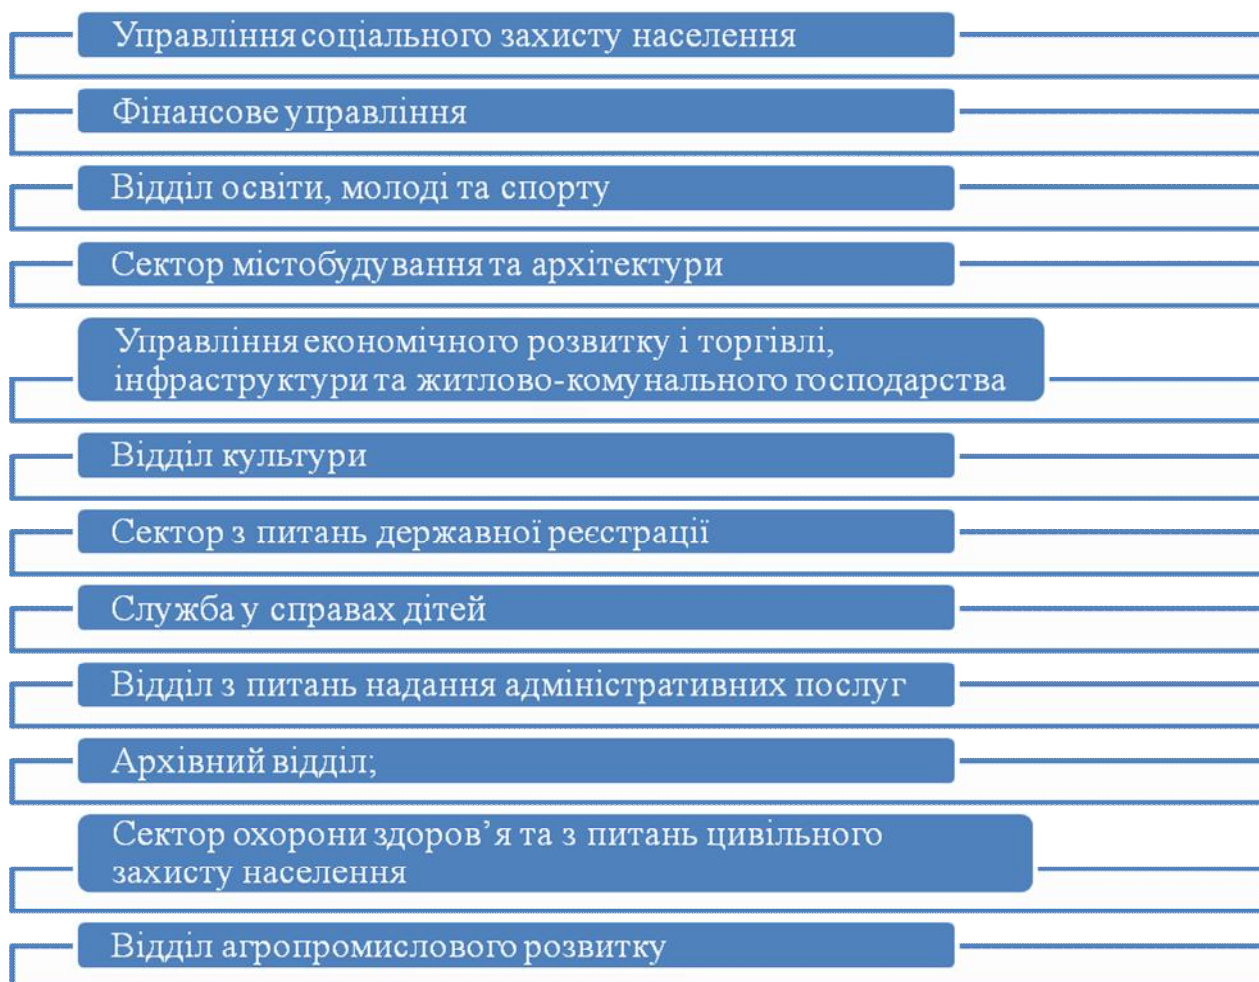 Управління соціального захисту населення
Фінансове управління
Відділ освіти, молоді та спорту
Сектор містобудування та архітектури
Управління економічного розвитку і торгівлі,
інфраструктури та житлово-комунального господарства
Відділ культури
Сектор з питань державної реєстрації
Служба у справах дітей
Відділ з питань надання адміністративних послуг
Архівний відділ;
Сектор охорони здоров’я та з питань цивільного
захисту населення
Відділ агропромислового розвитку